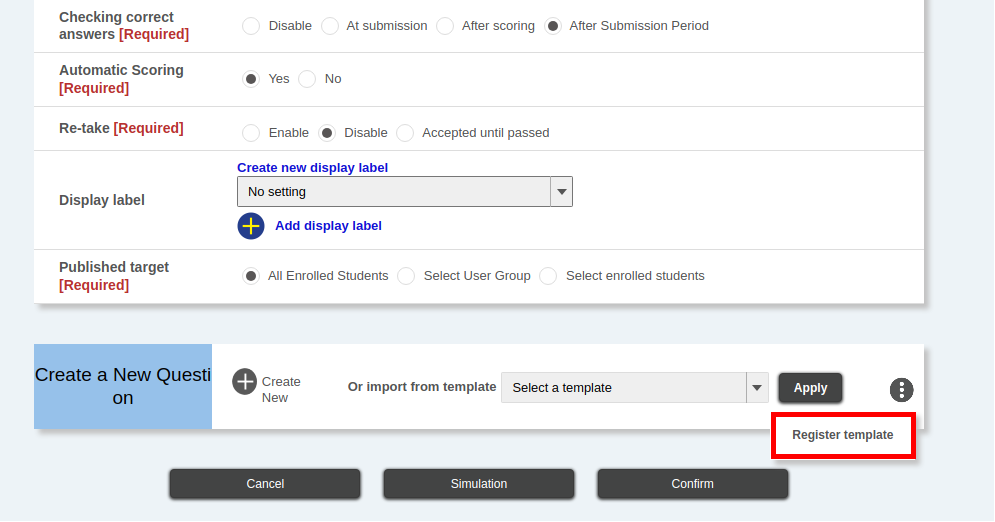 Checking correct
answers [Required]
Disable At submission After scoring After Submission Period
Automatic Scoring
[Required]
Yes No
Re-take [Required]
Enable Disable Accepted until passed
Create new display label
Display label
No setting
Add display label
Published target
[Required]
All Enrolled Students Select User Group Select enrolled students
Create a New Questi
on
Create
New
Or import from template Select a template Apply
Register template
Cancel Simulation Confirm